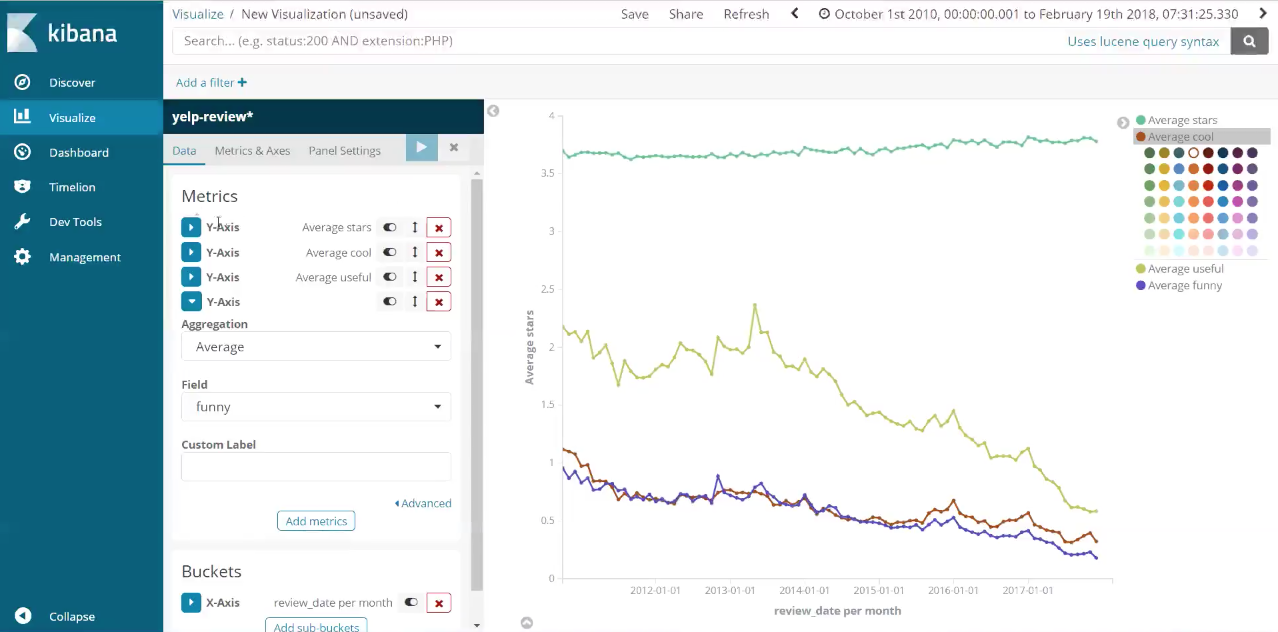 kibana
Discover
Visualize
Dashboard
Timelion
Dev Tools
Management
Collapse
Visualize / New Visualization (unsaved)
Save Share Refresh October 1st 2010, 00:00:00.001 to February 19th 2018, 07:31:25.330
Search... (e.g. status:200 AND extension:PHP) Uses lucene query syntax
Add a filter +
yelp-review*
Data Metrics & Axes Panel Settings
Metrics
Y-Axis Average stars
Y-Axis Average cool
Y-Axis Average useful
Y-Axis
Aggregation
Average
Field
funny
Custom Label
Advanced
Add metrics
Buckets
X-Axis review_date per month
Add sub-buckets
4
3.5
3
2.5
2
1.5
1
0.5
0
Average stars
2012-01-01 2013-01-01 2014-01-01 2015-01-01 2016-01-01 2017-01-01
review_date per month
Average stars
Average cool
Average useful
Average funny